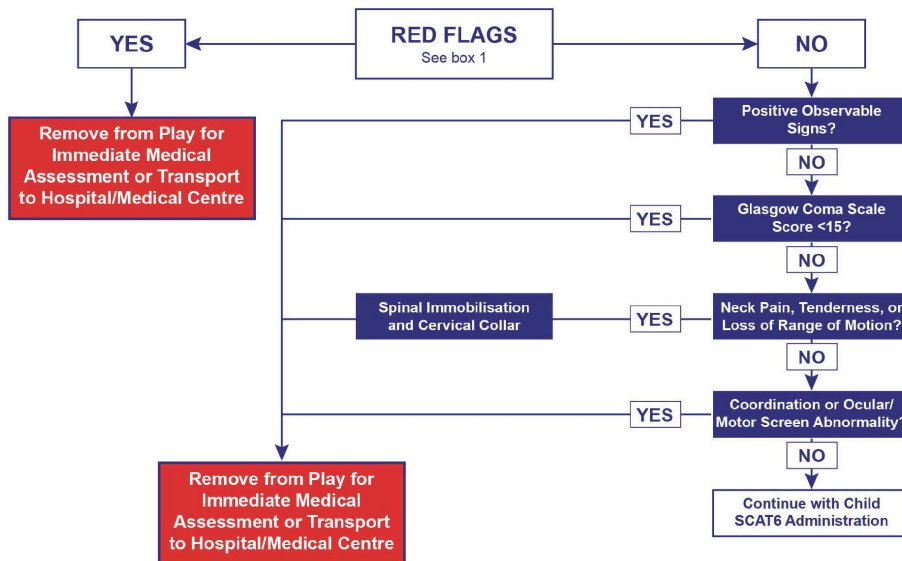 YES
RED FLAGS
See box 1
NO
Remove from Play for
Immediate Medical
Assessment or Transport
to Hospital/Medical Centre
YES
Positive Observable
Signs?
NO
YES
Glasgow Coma Scale
Score <15?
NO
Spinal Immobilisation
and Cervical Collar
YES
Neck Pain, Tenderness, or
Loss of Range of Motion?
NO
YES
Coordination or Ocular/
Motor Screen Abnormality?
NO
Remove from Play for
Immediate Medical
Assessment or Transport
to Hospital/Medical Centre
Continue with Child
SCAT6 Administration